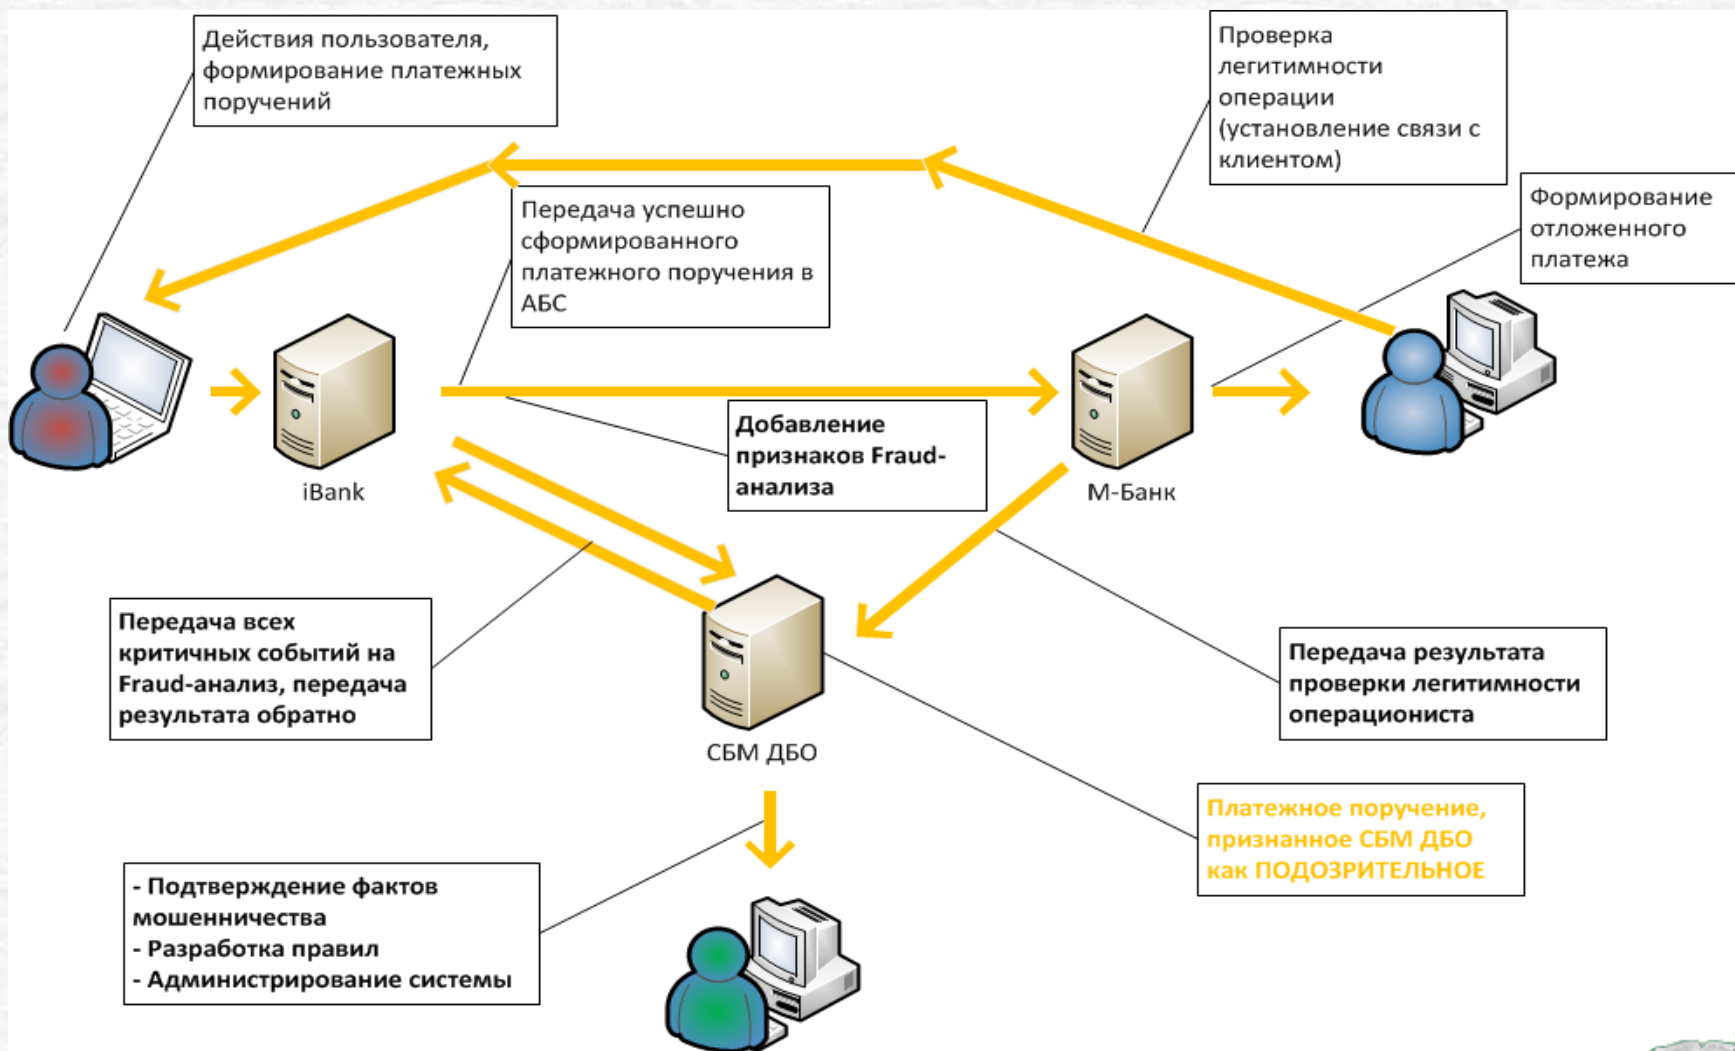 Действия пользователя,
формирование платежных
поручений
Проверка
легитимности
операции
(установление связи с
клиентом)
Передача успешно
сформированного
платежного поручения в
АБС
Формирование
отложенного
платежа
Добавление
признаков Fraud-
анализа
iBank
М-Банк
Передача всех
критичных событий на
Fraud-анализ, передача
результата обратно
Передача результата
проверки легитимности
операциониста
СБМ ДБО
Платежное поручение,
признанное СБМ ДБО
как ПОДОЗРИТЕЛЬНОЕ
- Подтверждение фактов
мошенничества
- Разработка правил
- Администрирование системы